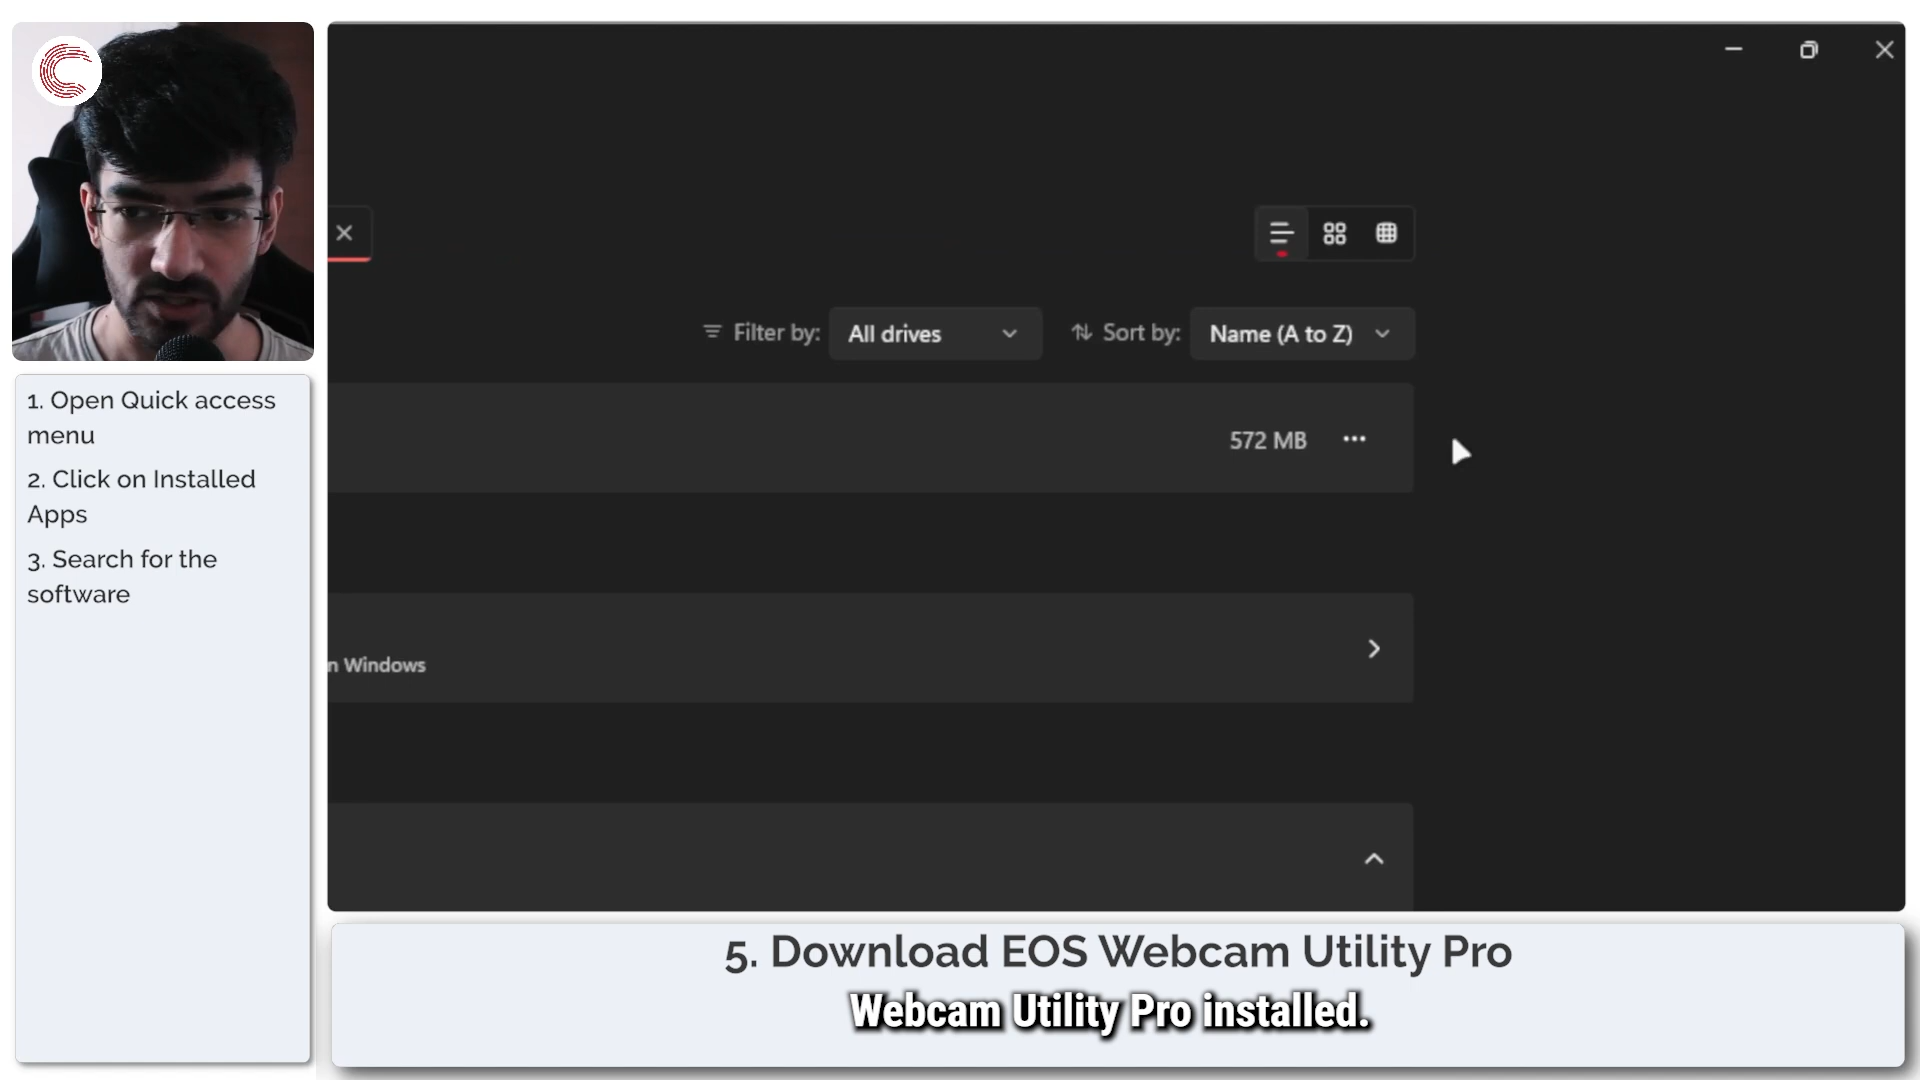 1. Open Quick access
menu
2. Click on Installed
Apps
3. Search for the
software
Filter by:
All drives
Sort by:
Name (A to Z)
572 MB
n Windows
5. Download EOS Webcam Utility Pro
Webcam Utility Pro installed.